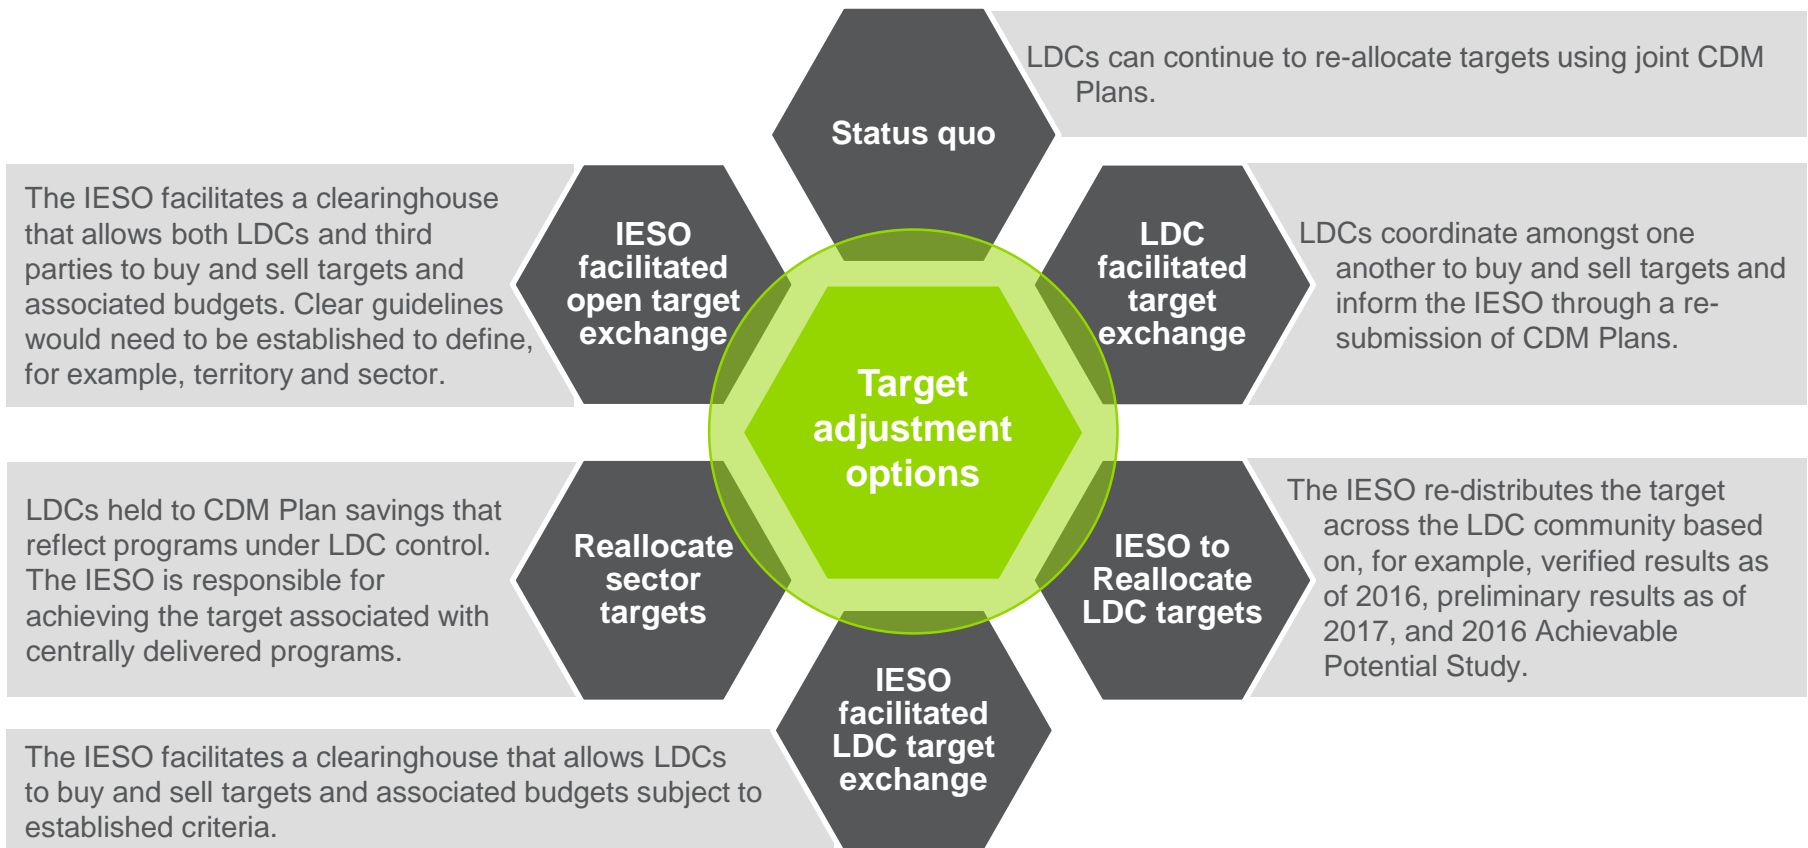 Status quo
LDCs can continue to re-allocate targets using joint CDM
Plans.
LDC
facilitated
target
exchange
LDCs coordinate amongst one
another to buy and sell targets and
inform the IESO through a re-
submission of CDM Plans.
IESO to
Reallocate
LDC targets
The IESO re-distributes the target
across the LDC community based
on, for example, verified results as
of 2016, preliminary results as of
2017, and 2016 Achievable
Potential Study.
IESO
facilitated
LDC target
exchange
The IESO facilitates a clearinghouse that allows LDCs
to buy and sell targets and associated budgets subject to
established criteria.
Reallocate
sector
targets
LDCs held to CDM Plan savings that
reflect programs under LDC control.
The IESO is responsible for
achieving the target associated with
centrally delivered programs.
IESO
facilitated
open target
exchange
The IESO facilitates a clearinghouse
that allows both LDCs and third
parties to buy and sell targets and
associated budgets. Clear guidelines
would need to be established to define,
for example, territory and sector.
Target
adjustment
options